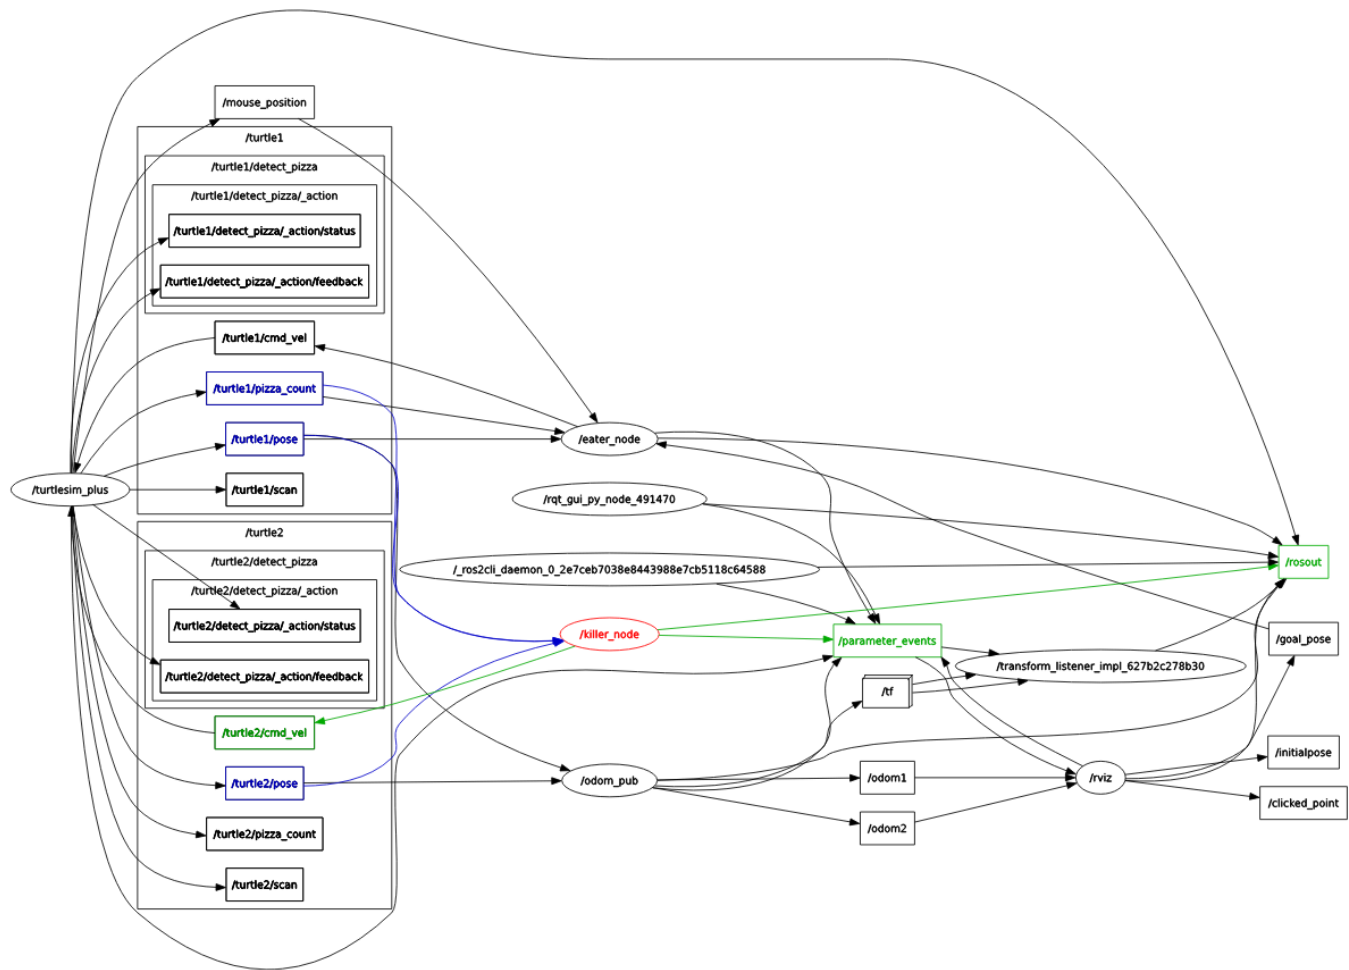 /mouse_position
/turtle1
/turtle1/detect_pizza
/turtle1/detect_pizza/_action
/turtle1/detect_pizza/_action/status
/turtle1/detect_pizza/_action/feedback
/turtle1/cmd_vel
/turtle1/pizza_count
/turtle1/pose
/turtle1/scan
/turtlesim_plus
/turtle2
/turtle2/detect_pizza
/turtle2/detect_pizza/_action
/turtle2/detect_pizza/_action/status
/turtle2/detect_pizza/_action/feedback
/turtle2/cmd_vel
/turtle2/pose
/turtle2/pizza_count
/turtle2/scan
/eater_node
/rqt_gui_py_node_491470
/_ros2cli_daemon_0_2e7ceb7038e8443988e7cb5118c64588
/killer_node
/odom_pub
/parameter_events
/tf
/odom1
/odom2
/transform_listener_impl_627b2c278b30
/rviz
/rosout
/goal_pose
/initialpose
/clicked_point